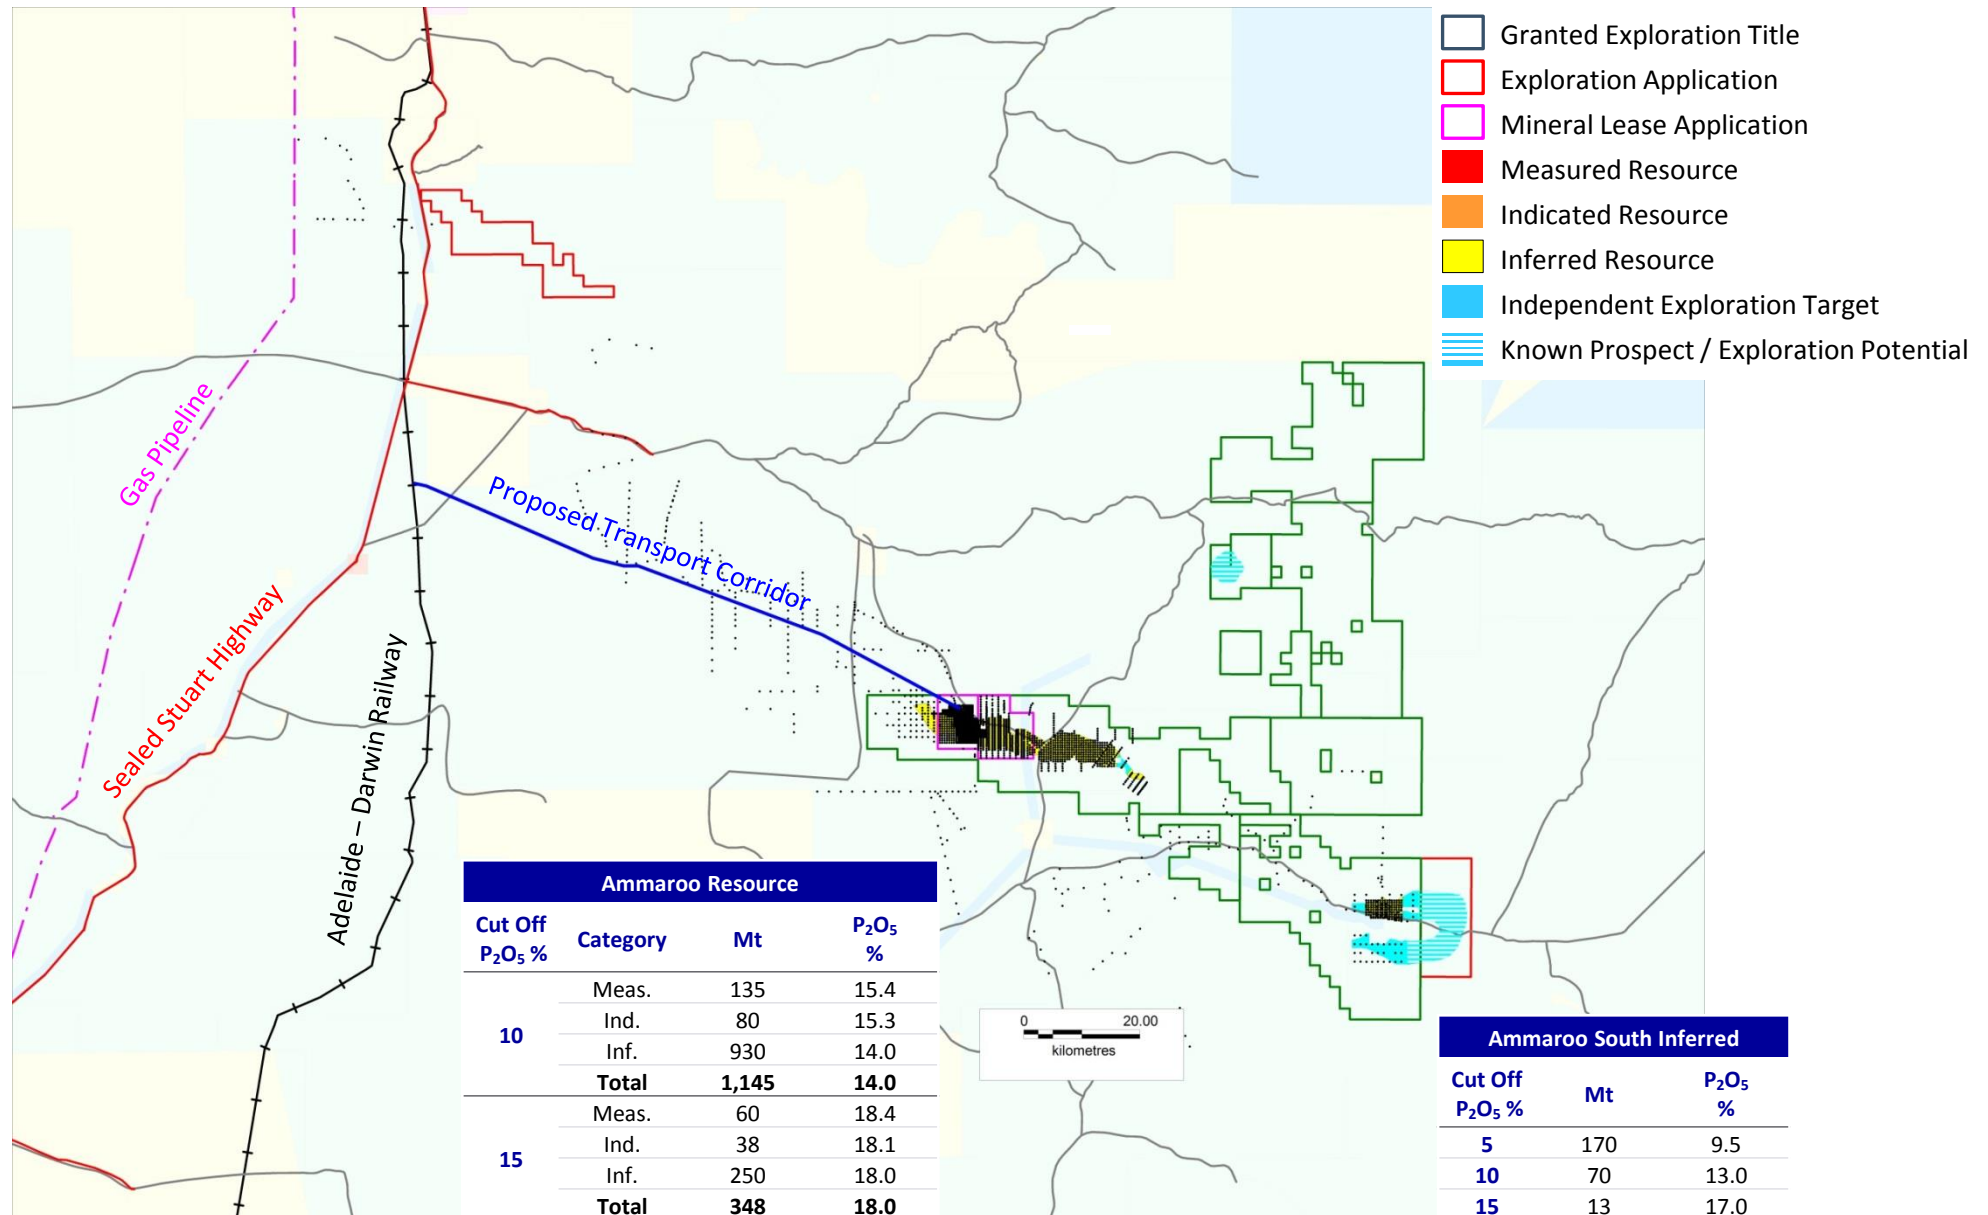 Granted Exploration Title
Exploration Application
Mineral Lease Application
Measured Resource
Indicated Resource
Inferred Resource
Independent Exploration Target
Known Prospect / Exploration Potential
Gas Pipeline
Proposed Transport Corridor
Sealed Stuart Highway
Adelaide – Darwin Railway
Ammaroo Resource
Cut Off P₂O₅ % Category Mt P₂O₅ %
10 Meas. 135 15.4
Ind. 80 15.3
Inf. 930 14.0
Total 1,145 14.0
15 Meas. 60 18.4
Ind. 38 18.1
Inf. 250 18.0
Total 348 18.0
0 20.00
kilometres
Ammaroo South Inferred
Cut Off P₂O₅ % Mt P₂O₅ %
5 170 9.5
10 70 13.0
15 13 17.0